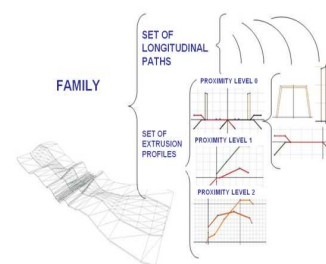 SET OF
LONGITUDINAL
PATHS
FAMILY
PROXIMITY LEVEL 0
SET OF
EXTRUSION
PROFILES
PROXIMITY LEVEL 1
PROXIMITY LEVEL 2